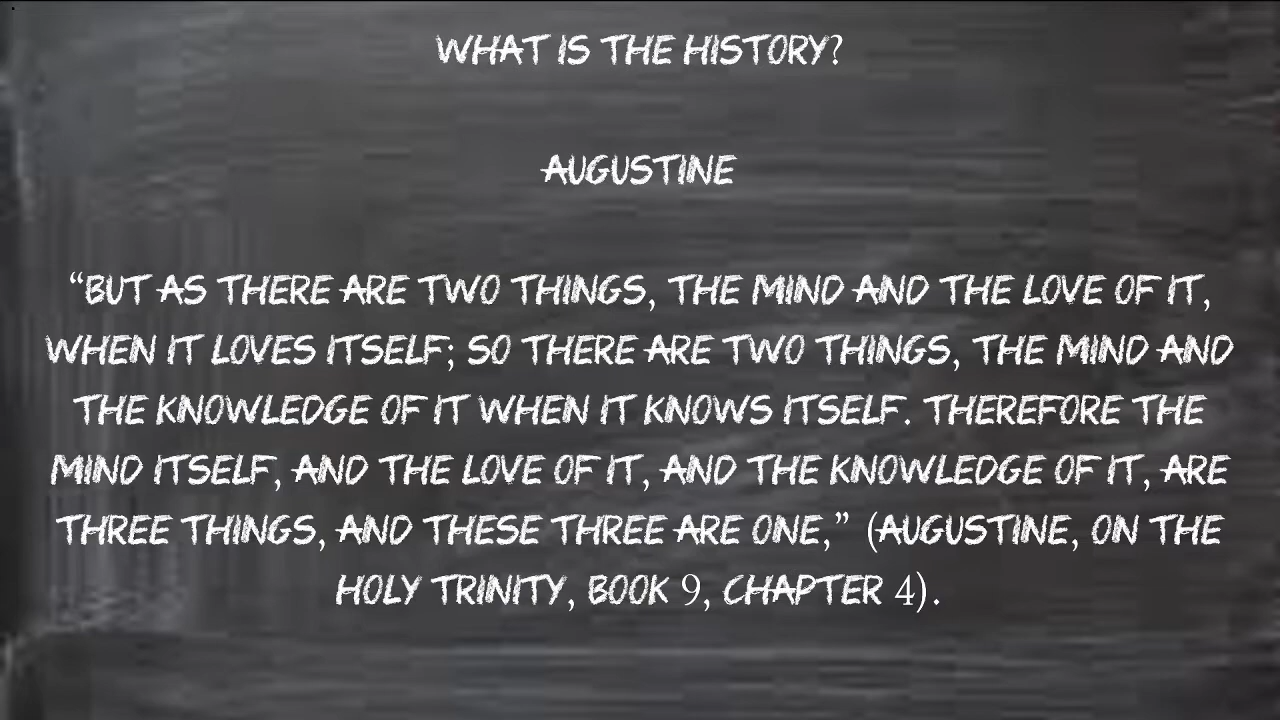 WHAT IS THE HISTORY?
AUGUSTINE
“BUT AS THERE ARE TWO THINGS, THE MIND AND THE LOVE OF IT,
WHEN IT LOVES ITSELF; SO THERE ARE TWO THINGS, THE MIND AND
THE KNOWLEDGE OF IT WHEN IT KNOWS ITSELF. THEREFORE THE
MIND ITSELF, AND THE LOVE OF IT, AND THE KNOWLEDGE OF IT, ARE
THREE THINGS, AND THESE THREE ARE ONE,” (AUGUSTINE, ON THE
HOLY TRINITY, BOOK 9, CHAPTER 4).